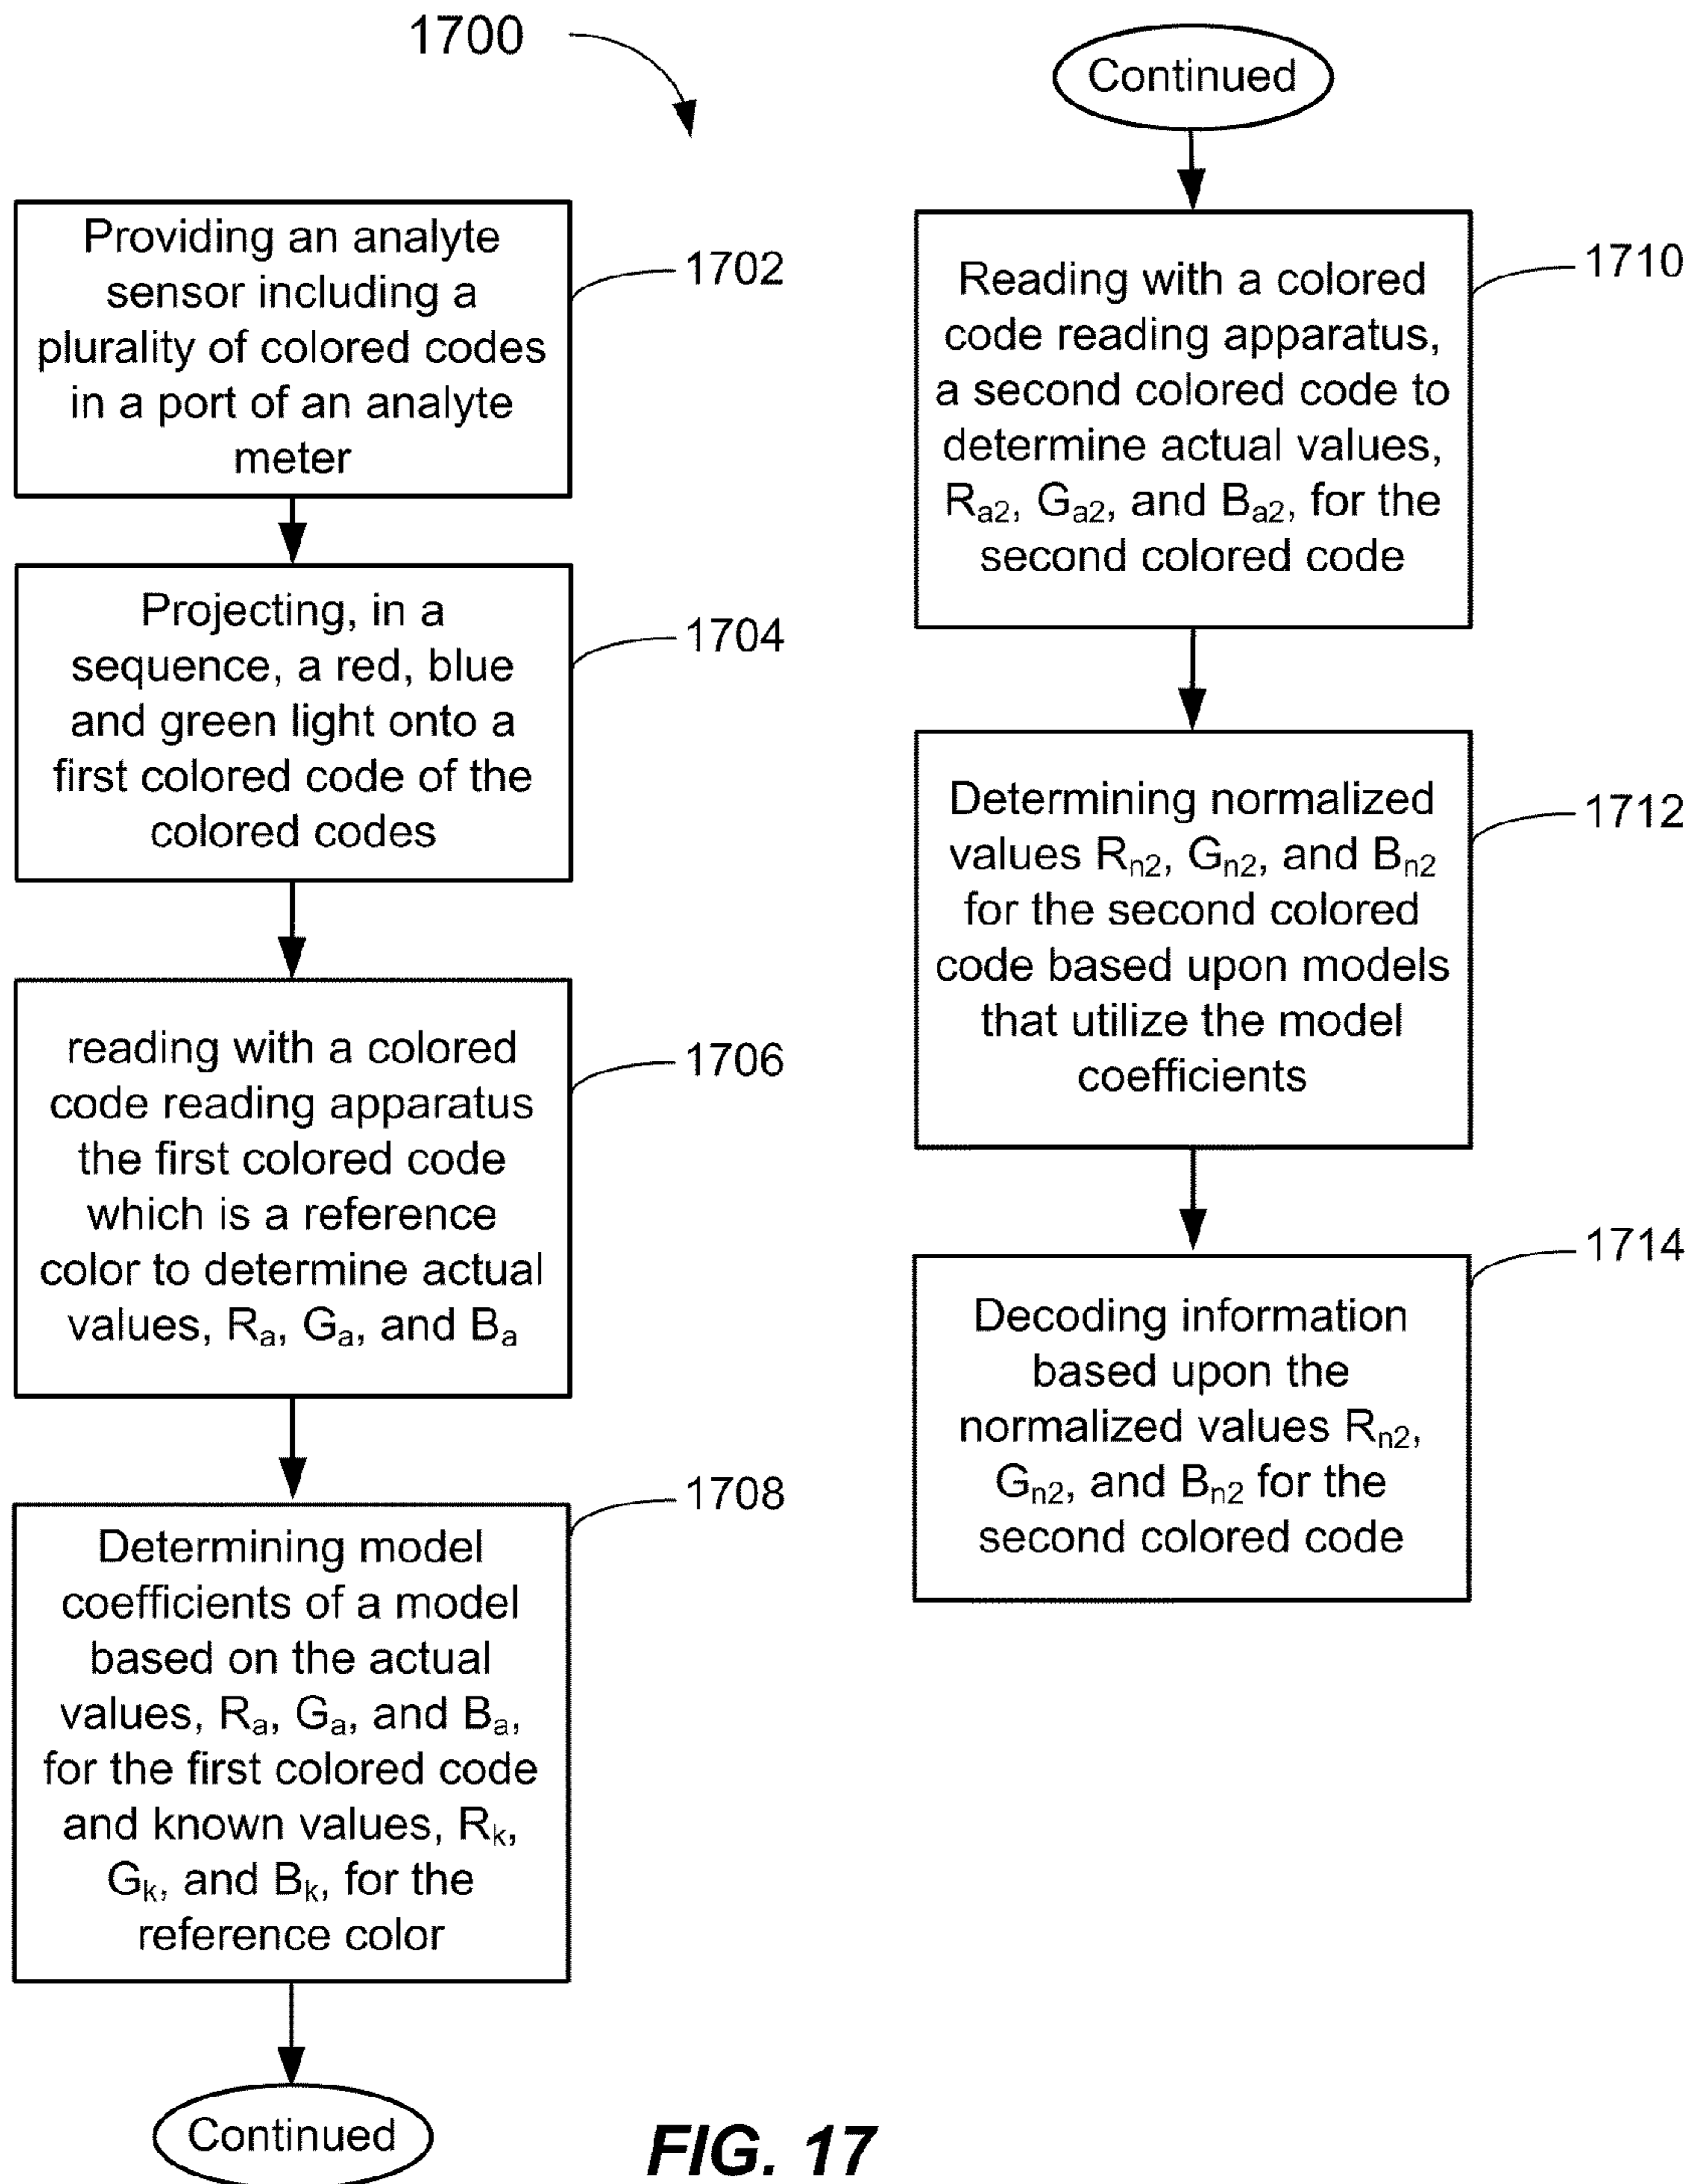 1700
Providing an analyte
sensor including a
plurality of colored codes
in a port of an analyte
meter
1702
Projecting, in a
sequence, a red, blue
and green light onto a
first colored code of the
colored codes
1704
reading with a colored
code reading apparatus
the first colored code
which is a reference
color to determine actual
values, Rₐ, Gₐ, and Bₐ
1706
Determining model
coefficients of a model
based on the actual
values, Rₐ, Gₐ, and Bₐ,
for the first colored code
and known values, Rₖ,
Gₖ, and Bₖ, for the
reference color
1708
Continued
Continued
Reading with a colored
code reading apparatus,
a second colored code to
determine actual values,
Rₐ₂, Gₐ₂, and Bₐ₂, for the
second colored code
1710
Determining normalized
values Rₙ₂, Gₙ₂, and Bₙ₂
for the second colored
code based upon models
that utilize the model
coefficients
1712
Decoding information
based upon the
normalized values Rₙ₂,
Gₙ₂, and Bₙ₂ for the
second colored code
1714
FIG. 17